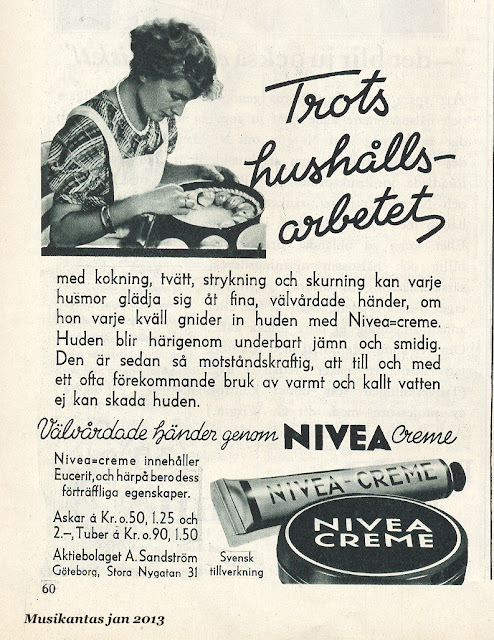 Trots
hushålls-
arbetet,
med kokning, tvätt, strykning och skurning kan varje
husmor glädja sig åt fina, välvårdade händer, om
hon varje kväll gnider in huden med Nivea=creme.
Huden blir härigenom underbart jämn och smidig.
Den är sedan så motståndskraftig, att till och med
ett ofta förekommande bruk av varmt och kallt vatten
ej kan skada huden.
Välvårdade händer genom NIVEA Creme
Nivea=creme innehåller
Eucerit, och härpå bero dess
förträffliga egenskaper.
Askar á Kr. 0.50, 1.25 och
2.–, Tuber á Kr. 0.90, 1.50
Aktiebolaget A. Sandström
Göteborg, Stora Nygatan 31
Svensk
tillverkning
NIVEA-CREME
NIVEA
CREME
60
Musikantas jan 2013